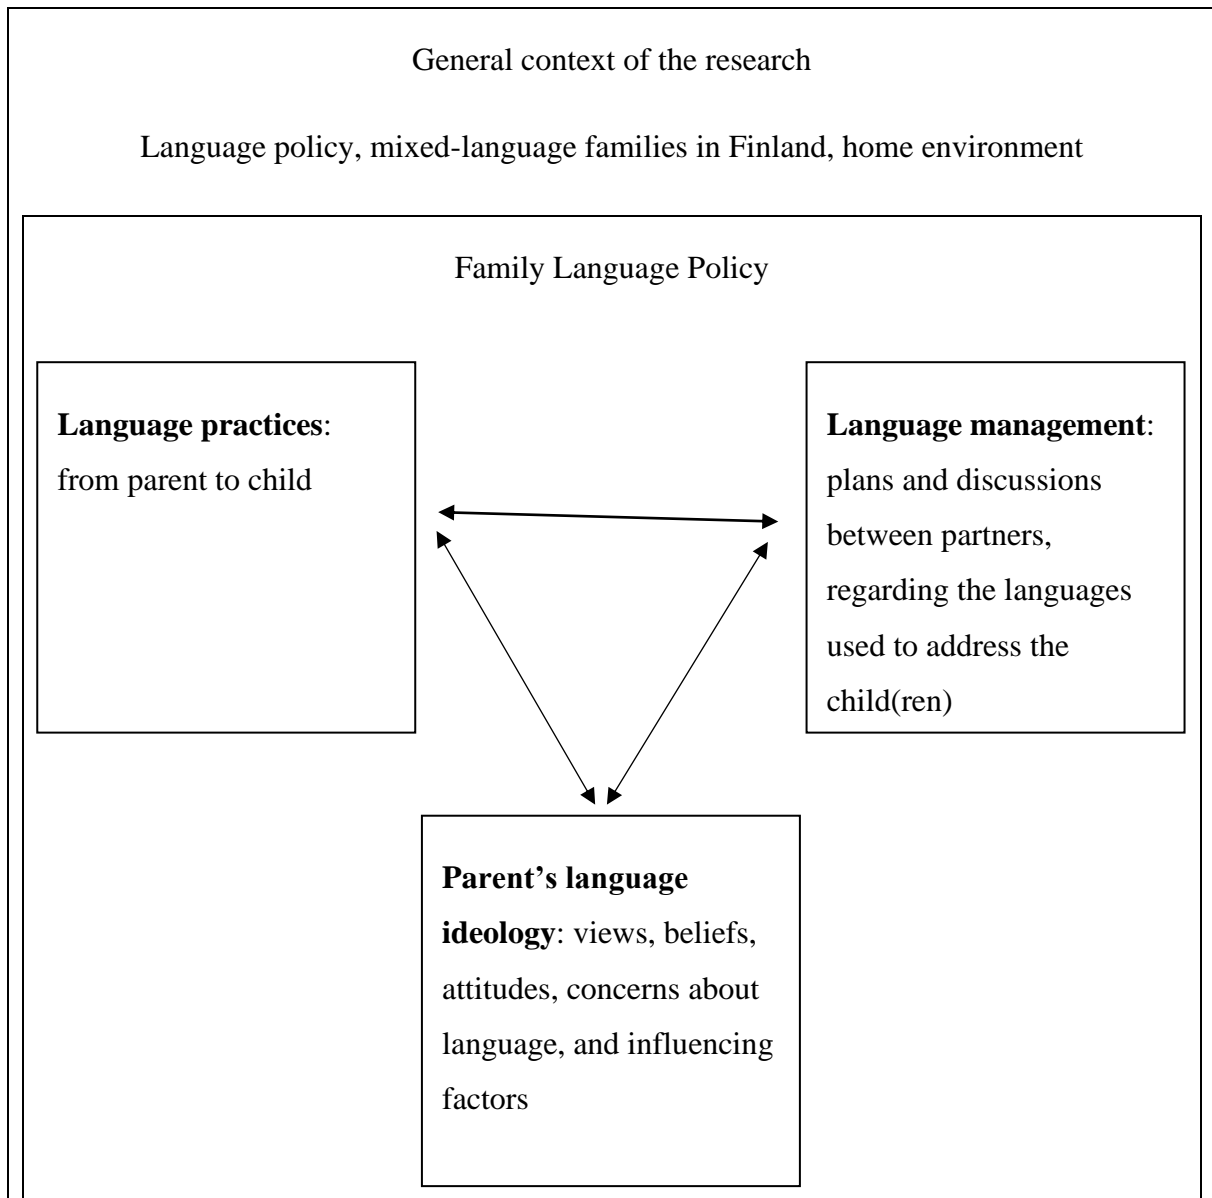 General context of the research
Language policy, mixed-language families in Finland, home environment
Family Language Policy
Language practices:
from parent to child
Language management:
plans and discussions
between partners,
regarding the languages
used to address the
child(ren)
Parent’s language
ideology: views, beliefs,
attitudes, concerns about
language, and influencing
factors